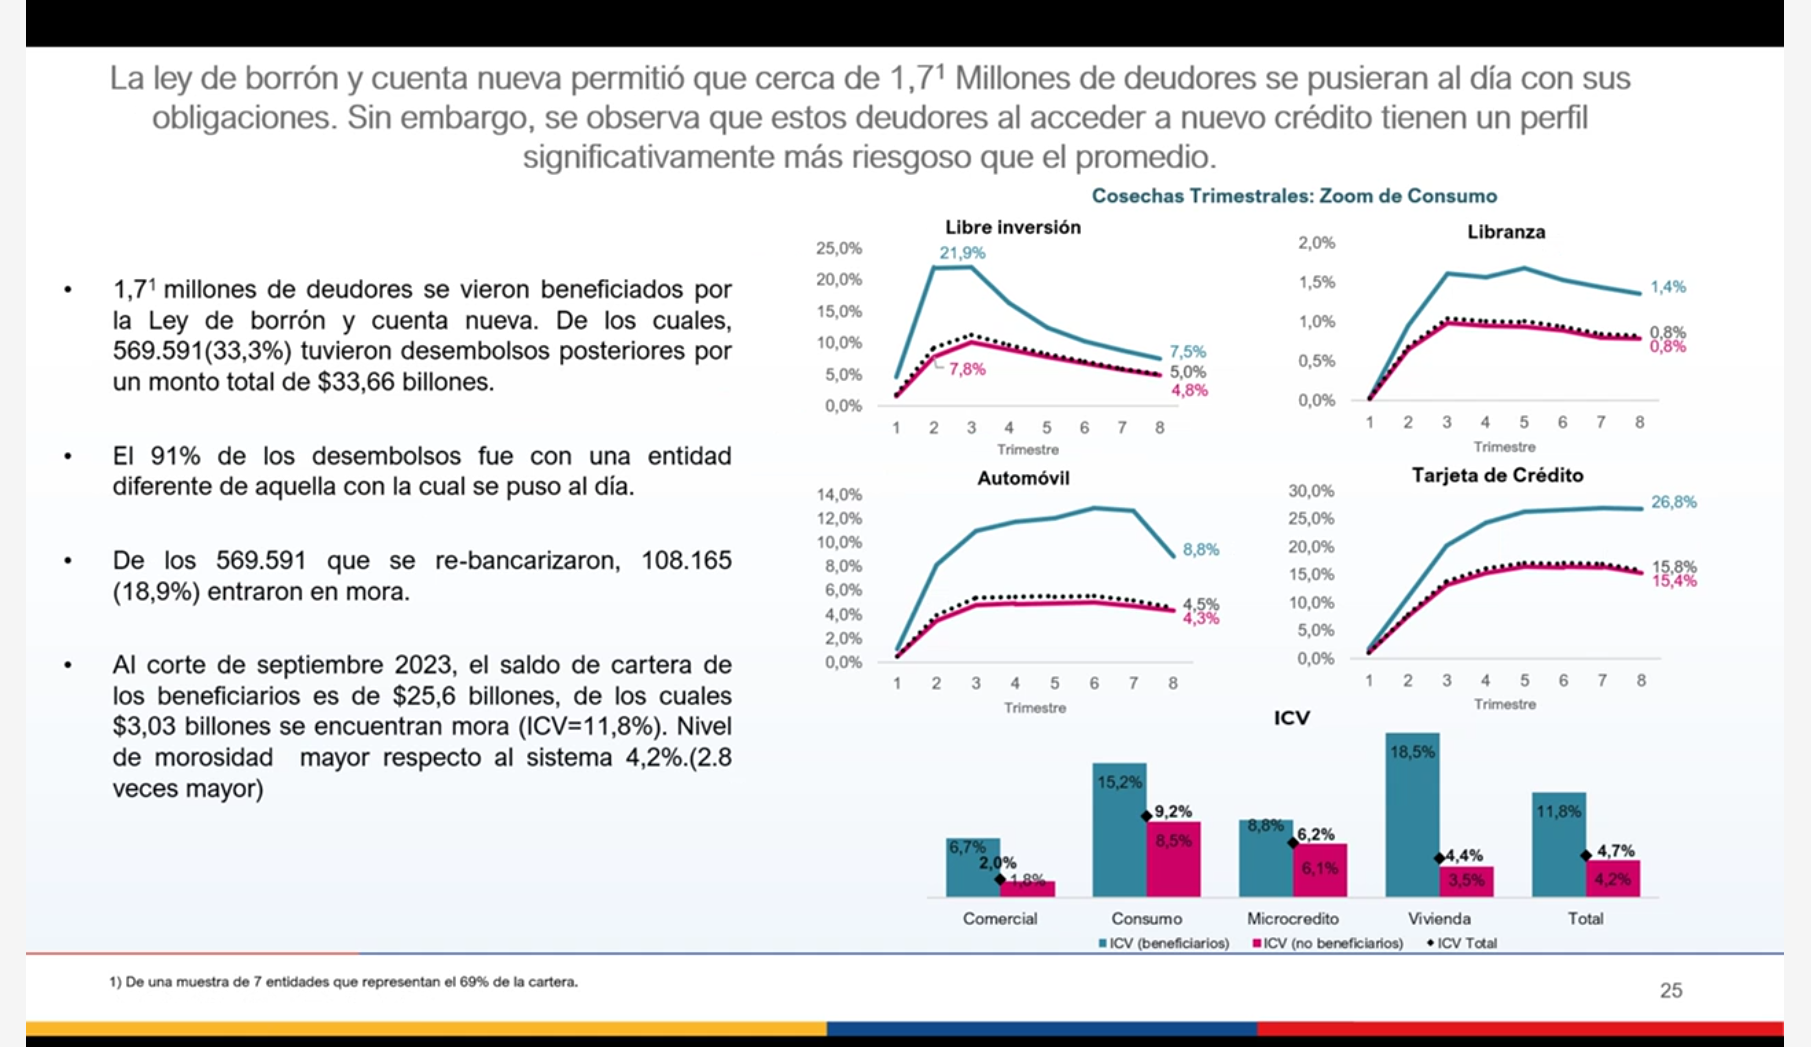 La ley de borrón y cuenta nueva permitió que cerca de 1,7¹ Millones de deudores se pusieran al día con sus
obligaciones. Sin embargo, se observa que estos deudores al acceder a nuevo crédito tienen un perfil
significativamente más riesgoso que el promedio.
• 1,7¹ millones de deudores se vieron beneficiados por
la Ley de borrón y cuenta nueva. De los cuales,
569.591(33,3%) tuvieron desembolsos posteriores por
un monto total de $33,66 billones.
• El 91% de los desembolsos fue con una entidad
diferente de aquella con la cual se puso al día.
• De los 569.591 que se re-bancarizaron, 108.165
(18,9%) entraron en mora.
• Al corte de septiembre 2023, el saldo de cartera de
los beneficiarios es de $25,6 billones, de los cuales
$3,03 billones se encuentran mora (ICV=11,8%). Nivel
de morosidad mayor respecto al sistema 4,2%.(2.8
veces mayor)
Cosechas Trimestrales: Zoom de Consumo
Libre inversión
25,0%
20,0%
15,0%
10,0%
5,0%
0,0%
21,9%
7,8%
7,5%
5,0%
4,8%
1 2 3 4 5 6 7 8
Trimestre
Libranza
2,0%
1,5%
1,0%
0,5%
0,0%
1,4%
0,8%
0,8%
1 2 3 4 5 6 7 8
Trimestre
Automóvil
14,0%
12,0%
10,0%
8,0%
6,0%
4,0%
2,0%
0,0%
8,8%
4,5%
4,3%
1 2 3 4 5 6 7 8
Trimestre
Tarjeta de Crédito
30,0%
25,0%
20,0%
15,0%
10,0%
5,0%
0,0%
26,8%
15,8%
15,4%
1 2 3 4 5 6 7 8
Trimestre
ICV
6,7% 2,0% 1,8%
15,2% 9,2% 8,5%
8,8% 6,2% 6,1%
18,5% 4,4% 3,5%
11,8% 4,7% 4,2%
Comercial Consumo Microcredito Vivienda Total
ICV (beneficiarios) ICV (no beneficiarios) ICV Total
1) De una muestra de 7 entidades que representan el 69% de la cartera.
25